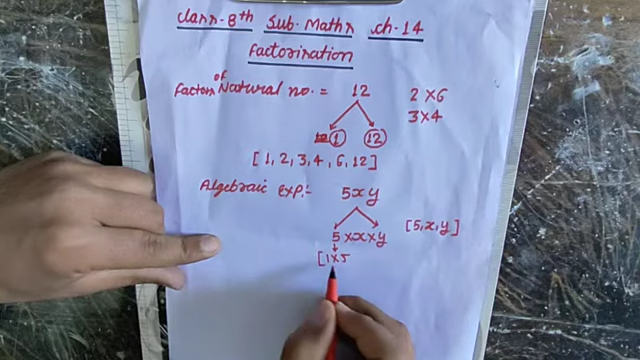 Class-8th Sub. Maths ch-14
Factorization
Factors of Natural no. = 12
2 × 6
3 × 4
1 12
[1, 2, 3, 4, 6, 12]
Algebraic Exp:- 5xy
5 × x × y [5, x, y]
[1×5